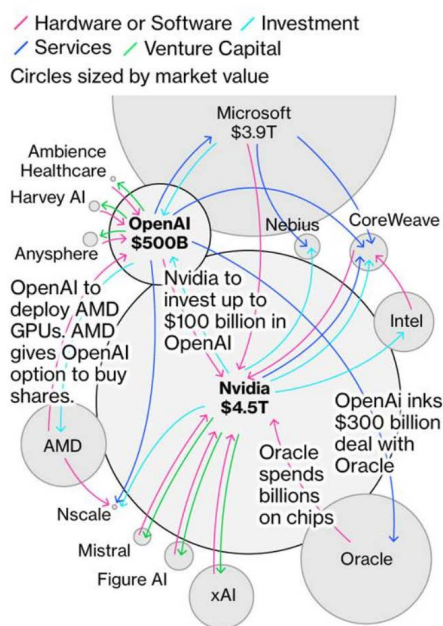 Hardware or Software
Investment
Services
Venture Capital
Circles sized by market value
Microsoft
$3.9T
Ambience
Healthcare
Harvey AI
OpenAI
$500B
Anysphere
Nebius
CoreWeave
OpenAI to
deploy AMD
GPUs. AMD
gives OpenAI
option to buy
shares.
Nvidia to
invest up to
$100 billion in
OpenAI
Intel
Nvidia
$4.5T
OpenAi inks
$300 billion
deal with
Oracle
AMD
Oracle
spends
billions
on chips
Nscale
Mistral
Figure AI
xAI
Oracle